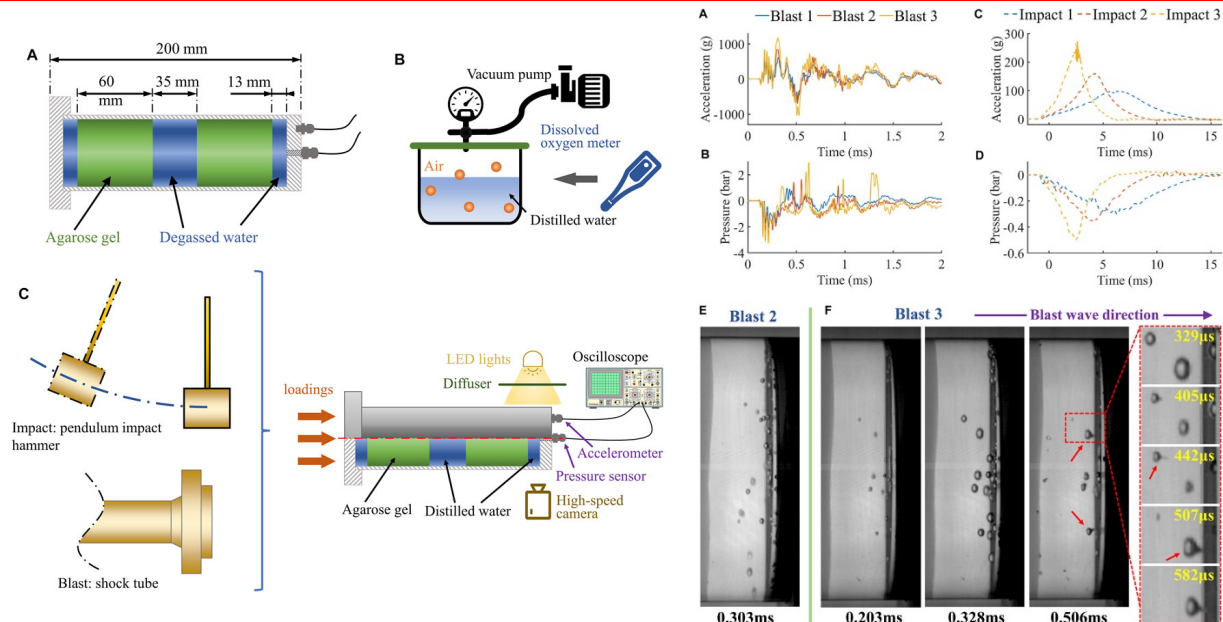 A
200 mm
60
mm
35 mm
13 mm
Agarose gel
Degassed water
B
Vacuum pump
Dissolved
oxygen meter
Air
Distilled water
C
Impact: pendulum impact
hammer
Blast: shock tube
loadings
LED lights
Diffuser
Oscilloscope
Accelerometer
Pressure sensor
High-speed
camera
Agarose gel
Distilled water
A
Blast 1
Blast 2
Blast 3
Acceleration (g)
1000
0
-1000
0
0.5
1
1.5
2
Time (ms)
B
Pressure (bar)
2
0
-2
-4
0
0.5
1
1.5
2
Time (ms)
C
Impact 1
Impact 2
Impact 3
Acceleration (g)
300
200
100
0
0
5
10
15
Time (ms)
D
Pressure (bar)
0
-0.2
-0.4
-0.6
0
5
10
15
Time (ms)
E
Blast 2
0.303ms
F
Blast 3
Blast wave direction
0.203ms
0.328ms
0.506ms
329μs
405μs
442μs
507μs
582μs